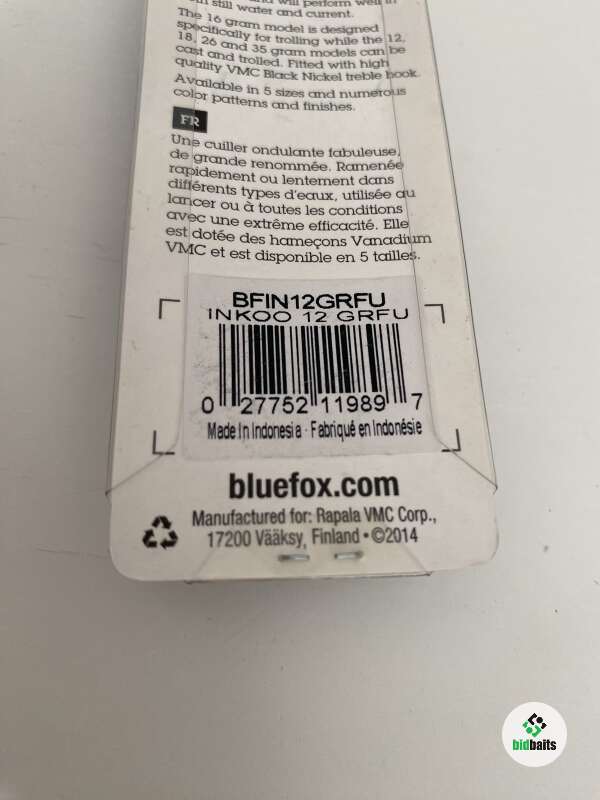 still water and current.
The 16 gram model is designed
specifically for trolling while the 12,
18, 26 and 35 gram models can be
cast and trolled. Fitted with high
quality VMC Black Nickel treble hook.
Available in 5 sizes and numerous
color patterns and finishes.
FR
Une cuiller ondulante fabuleuse,
de grande renommée. Ramenée
rapidement ou lentement dans
différents types d'eaux, utilisée au
lancer ou à toutes les conditions
avec une extrême efficacité. Elle
est dotée des hameçons Vanadium
VMC et est disponible en 5 tailles.
BFIN12GRFU
INKOO 12 GRFU
0 27752 11989 7
Made In Indonesia · Fabriqué en Indonésie
bluefox.com
Manufactured for: Rapala VMC Corp.,
17200 Vääksy, Finland • ©2014
bidbaits